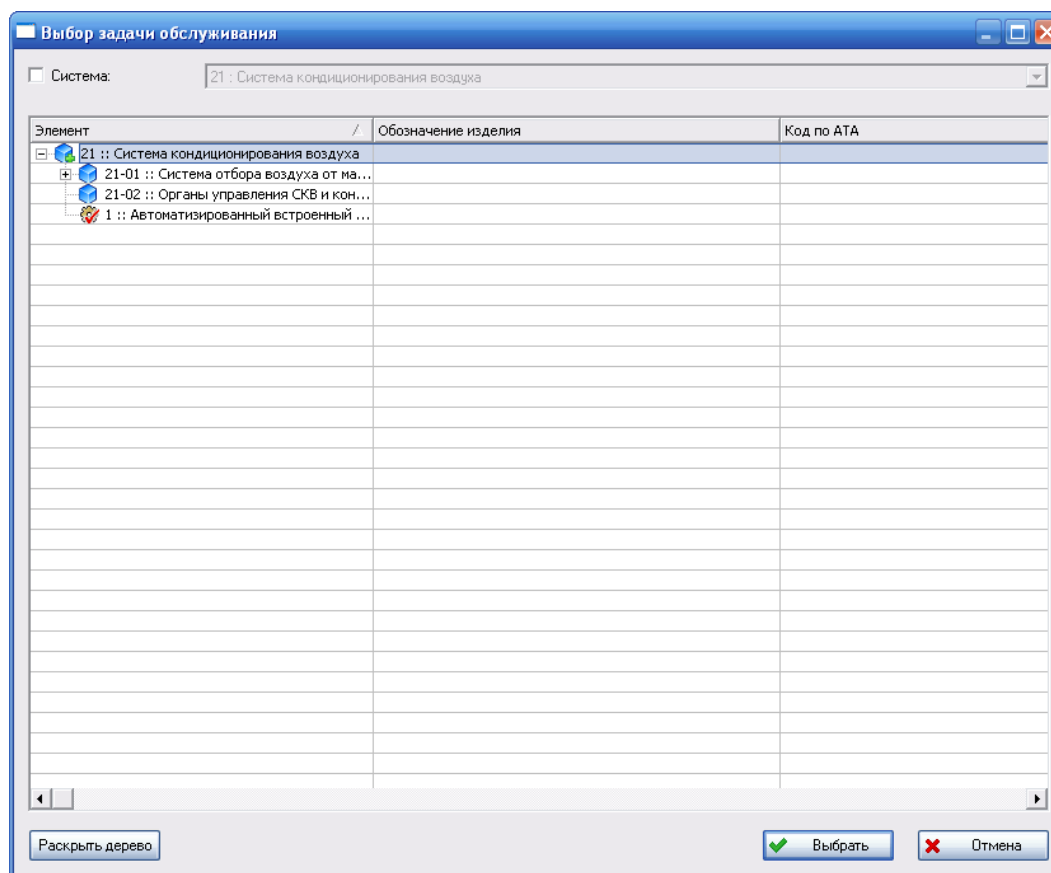 Выбор задачи обслуживания
Система: 21 : Система кондиционирования воздуха
Элемент Обозначение изделия Код по АТА
21 :: Система кондиционирования воздуха
21-01 :: Система отбора воздуха от ма...
21-02 :: Органы управления СКВ и кон...
1 :: Автоматизированный встроенный ...
Раскрыть дерево Выбрать Отмена